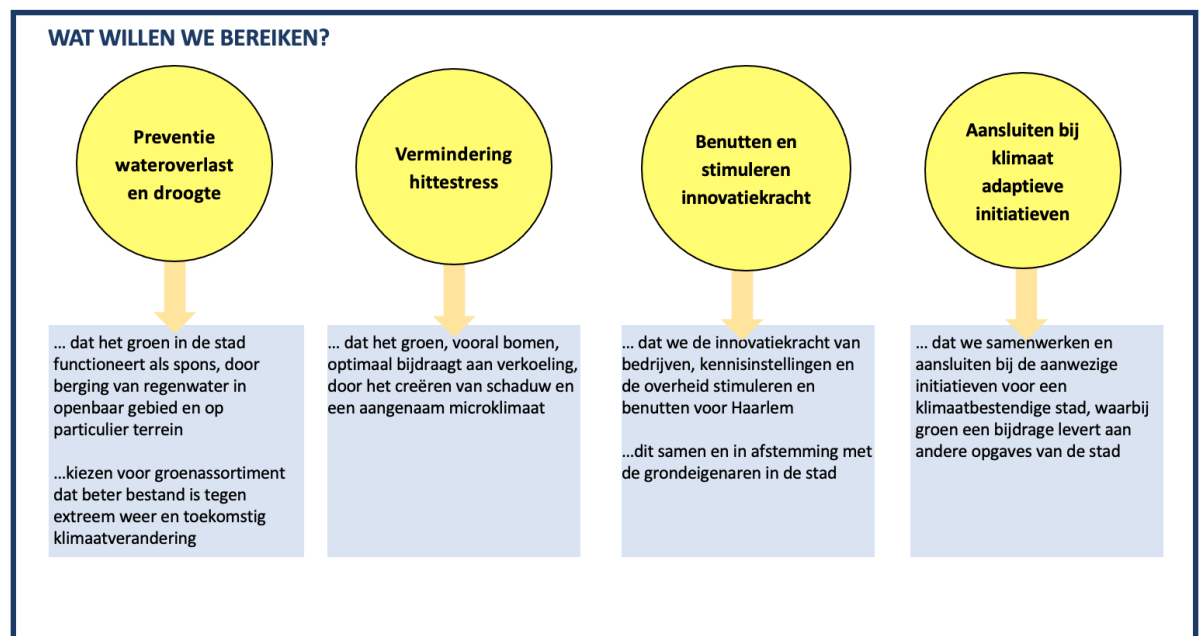 WAT WILLEN WE BEREIKEN?
Preventie
wateroverlast
en droogte
Vermindering
hittestress
Benutten en
stimuleren
innovatiekracht
Aansluiten bij
klimaat
adaptieve
initiatieven
... dat het groen in de stad
functioneert als spons, door
berging van regenwater in
openbaar gebied en op
particulier terrein
...kiezen voor groenassortiment
dat beter bestand is tegen
extreem weer en toekomstig
klimaatverandering
... dat het groen, vooral bomen,
optimaal bijdraagt aan verkoeling,
door het creëren van schaduw en
een aangenaam microklimaat
... dat we de innovatiekracht van
bedrijven, kennisinstellingen en
de overheid stimuleren en
benutten voor Haarlem
...dit samen en in afstemming met
de grondeigenaren in de stad
... dat we samenwerken en
aansluiten bij de aanwezige
initiatieven voor een
klimaatbestendige stad, waarbij
groen een bijdrage levert aan
andere opgaves van de stad